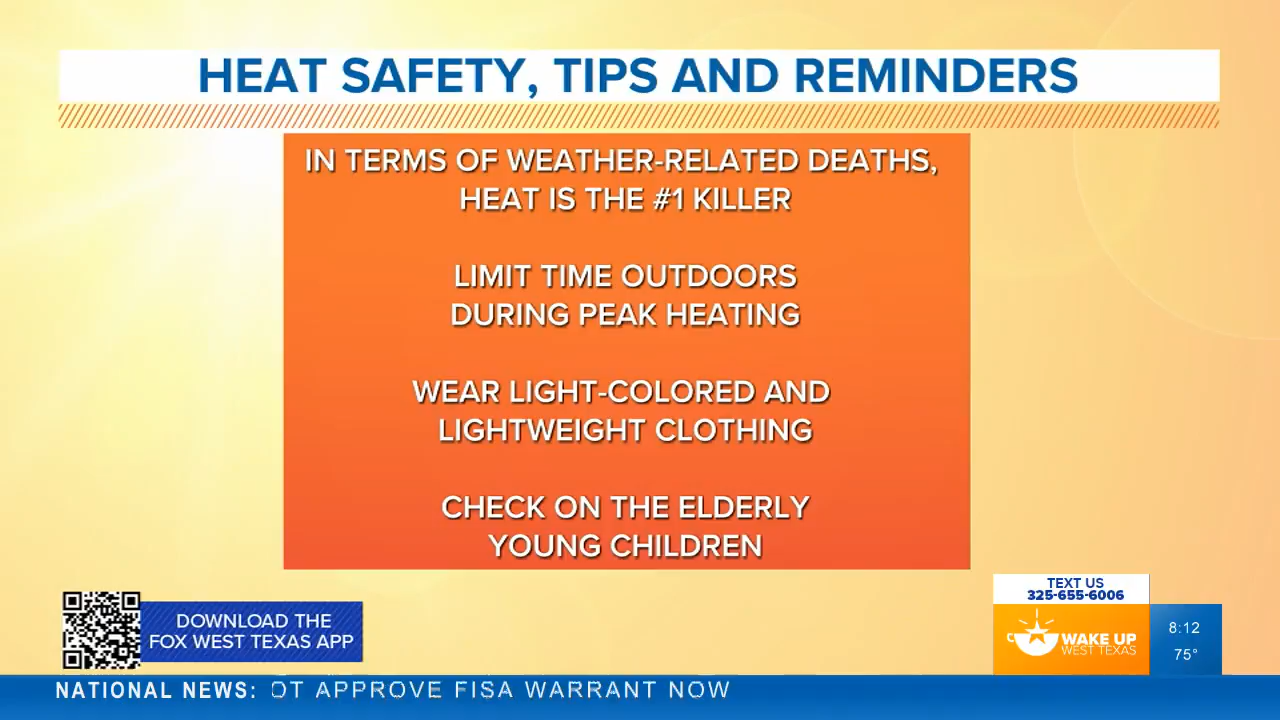 HEAT SAFETY, TIPS AND REMINDERS
IN TERMS OF WEATHER-RELATED DEATHS,
HEAT IS THE #1 KILLER
LIMIT TIME OUTDOORS
DURING PEAK HEATING
WEAR LIGHT-COLORED AND
LIGHTWEIGHT CLOTHING
CHECK ON THE ELDERLY
YOUNG CHILDREN
DOWNLOAD THE
FOX WEST TEXAS APP
TEXT US
325-655-6006
WAKE UP
WEST TEXAS
8:12
75°
NATIONAL NEWS: OT APPROVE FISA WARRANT NOW